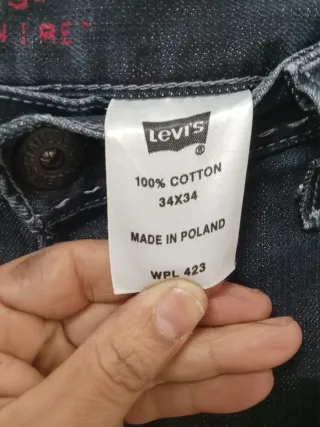 LEVI'S
®
100% COTTON
34X34
MADE IN POLAND
WPL 423